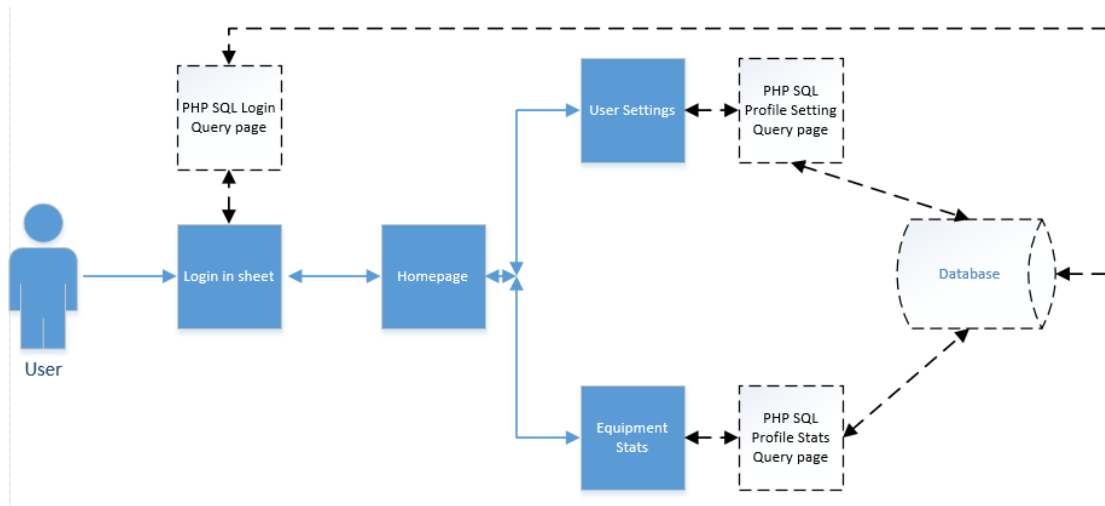 PHP SQL Login
Query page
User Settings
PHP SQL
Profile Setting
Query page
Login in sheet
Homepage
Database
User
Equipment
Stats
PHP SQL
Profile Stats
Query page